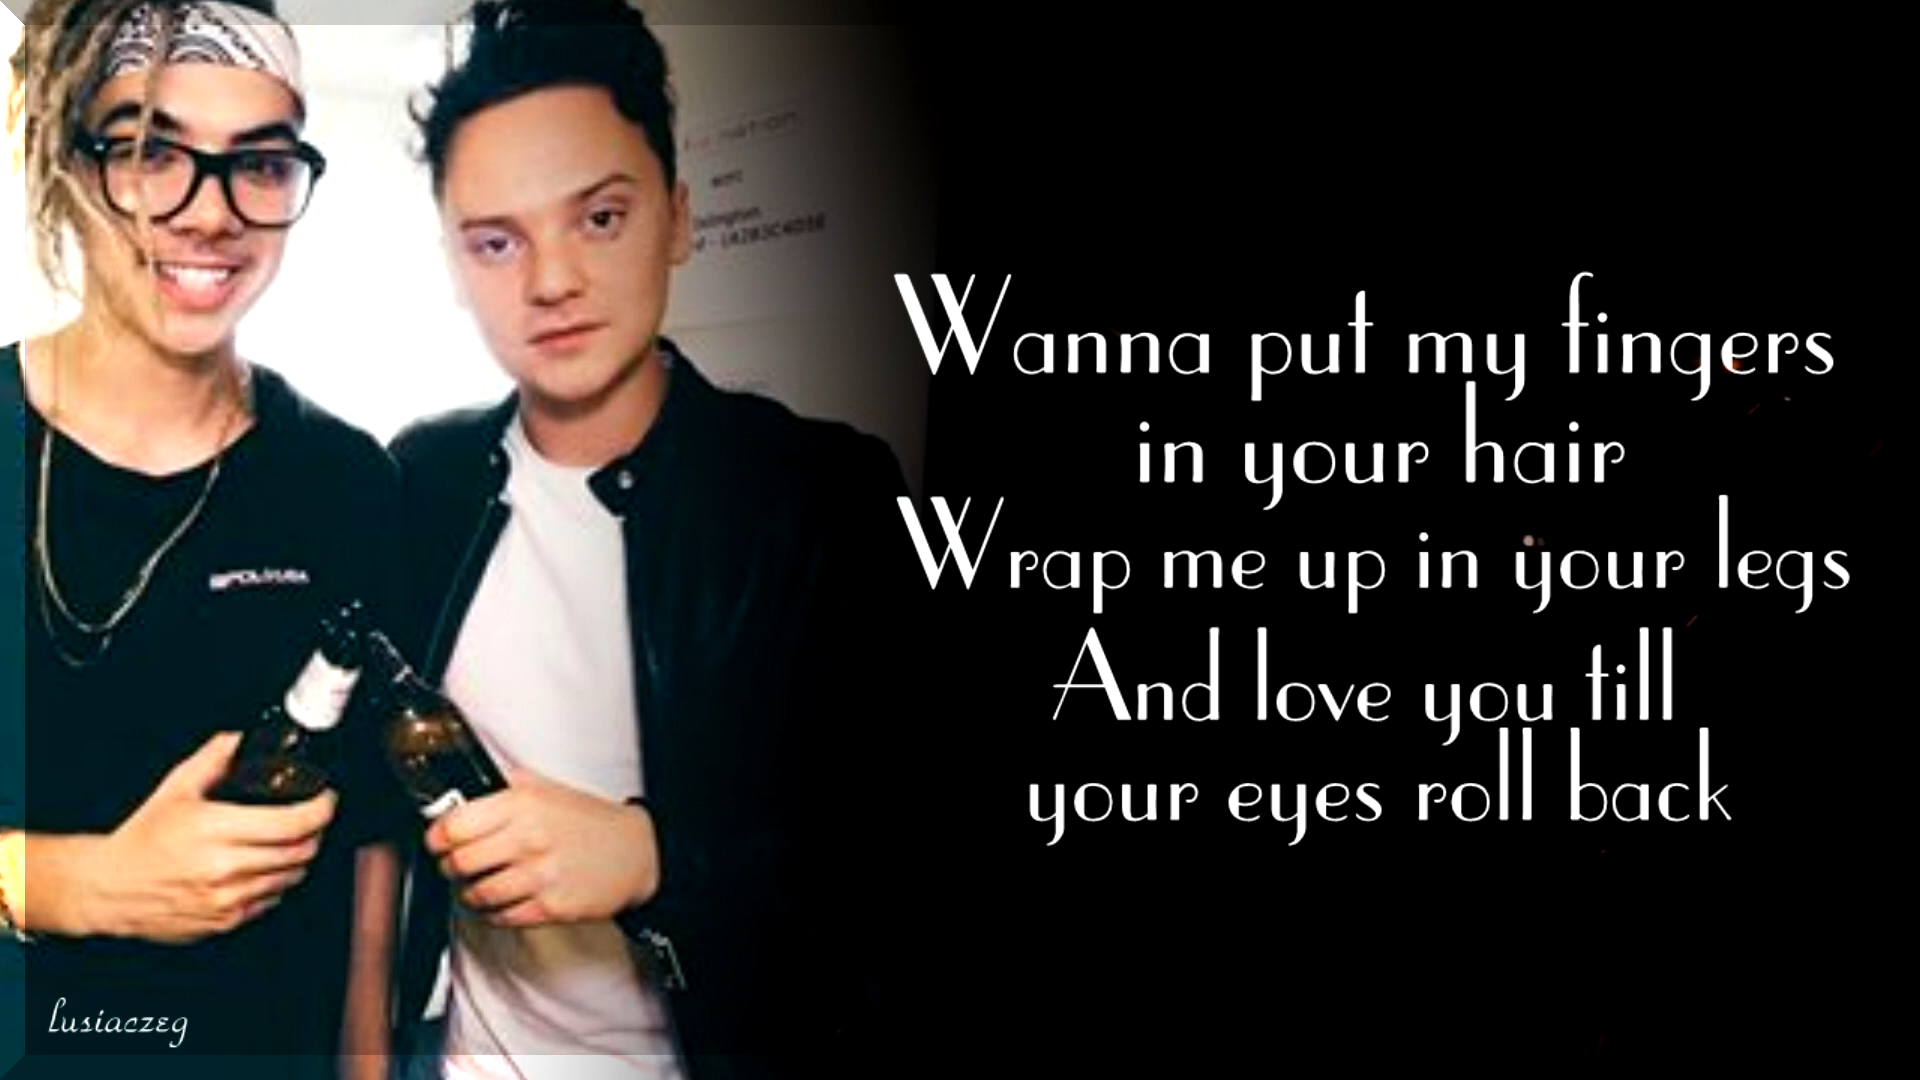 Wanna put my fingers
in your hair
Wrap me up in your legs
And love you till
your eyes roll back
lusiaczeg